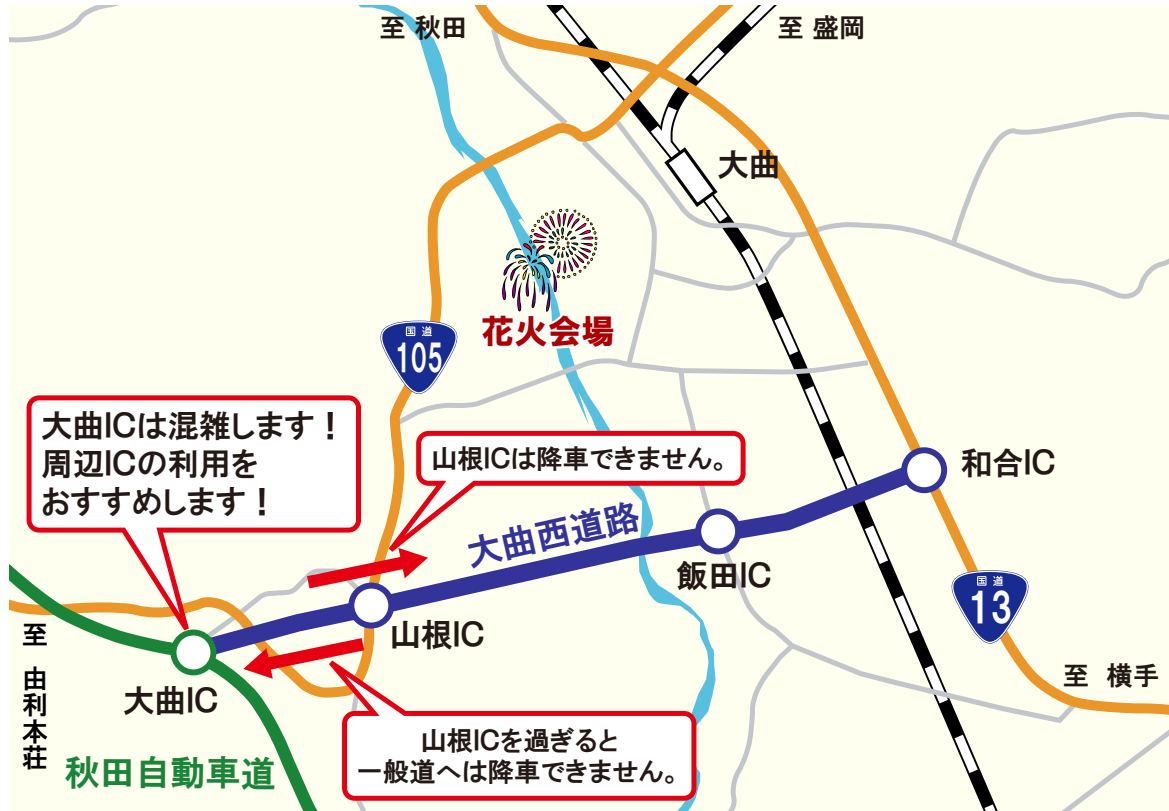 至 秋田
至 盛岡
大曲
花火会場
国道
105
大曲ICは混雑します！
周辺ICの利用を
おすすめします！
山根ICは降車できません。
和合IC
大曲西道路
飯田IC
国道
13
山根IC
至 由利本荘
大曲IC
至 横手
山根ICを過ぎると
一般道へは降車できません。
秋田自動車道